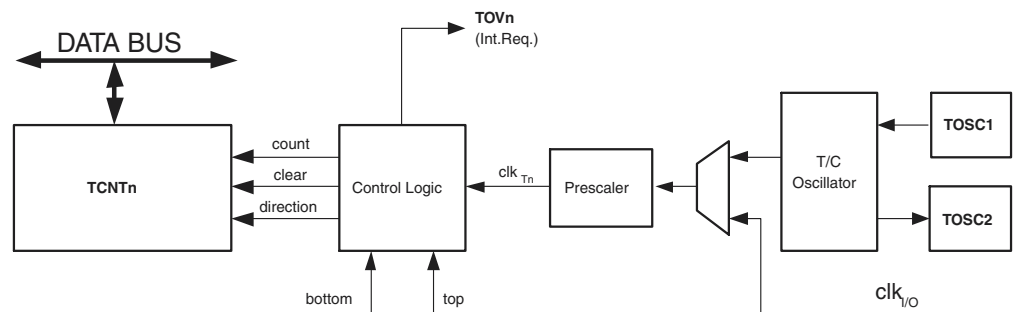 TOVn
(Int.Req.)
DATA BUS
TCNTn
count
clear
direction
Control Logic
clk Tn
Prescaler
T/C
Oscillator
TOSC1
TOSC2
bottom
top
clk I/O